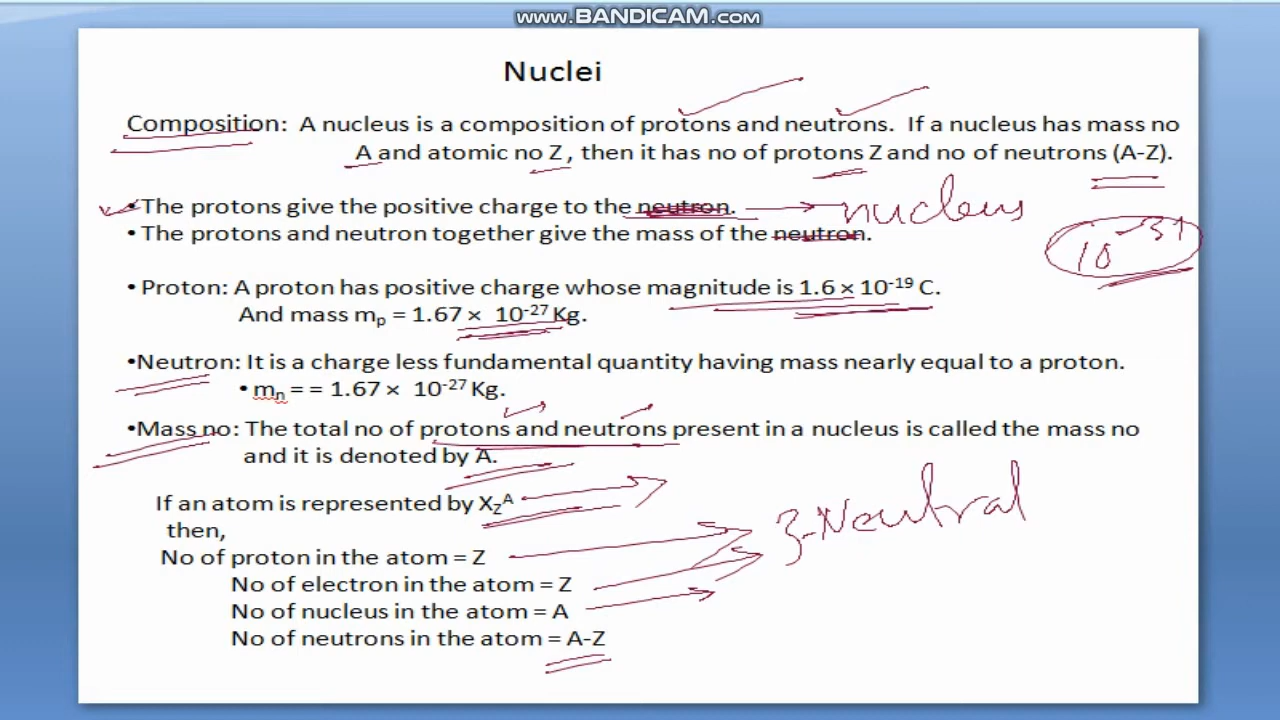 www.BANDICAM.com
Nuclei
Composition: A nucleus is a composition of protons and neutrons. If a nucleus has mass no
A and atomic no Z , then it has no of protons Z and no of neutrons (A-Z).
•The protons give the positive charge to the neutron. nucleus
• The protons and neutron together give the mass of the neutron.
10⁻³¹
• Proton: A proton has positive charge whose magnitude is 1.6 × 10⁻¹⁹ C.
And mass mₚ = 1.67 × 10⁻²⁷ Kg.
•Neutron: It is a charge less fundamental quantity having mass nearly equal to a proton.
• mₙ = = 1.67 × 10⁻²⁷ Kg.
•Mass no: The total no of protons and neutrons present in a nucleus is called the mass no
and it is denoted by A.
If an atom is represented by X_Z^A
then,
Z-Neutral
No of proton in the atom = Z
No of electron in the atom = Z
No of nucleus in the atom = A
No of neutrons in the atom = A-Z